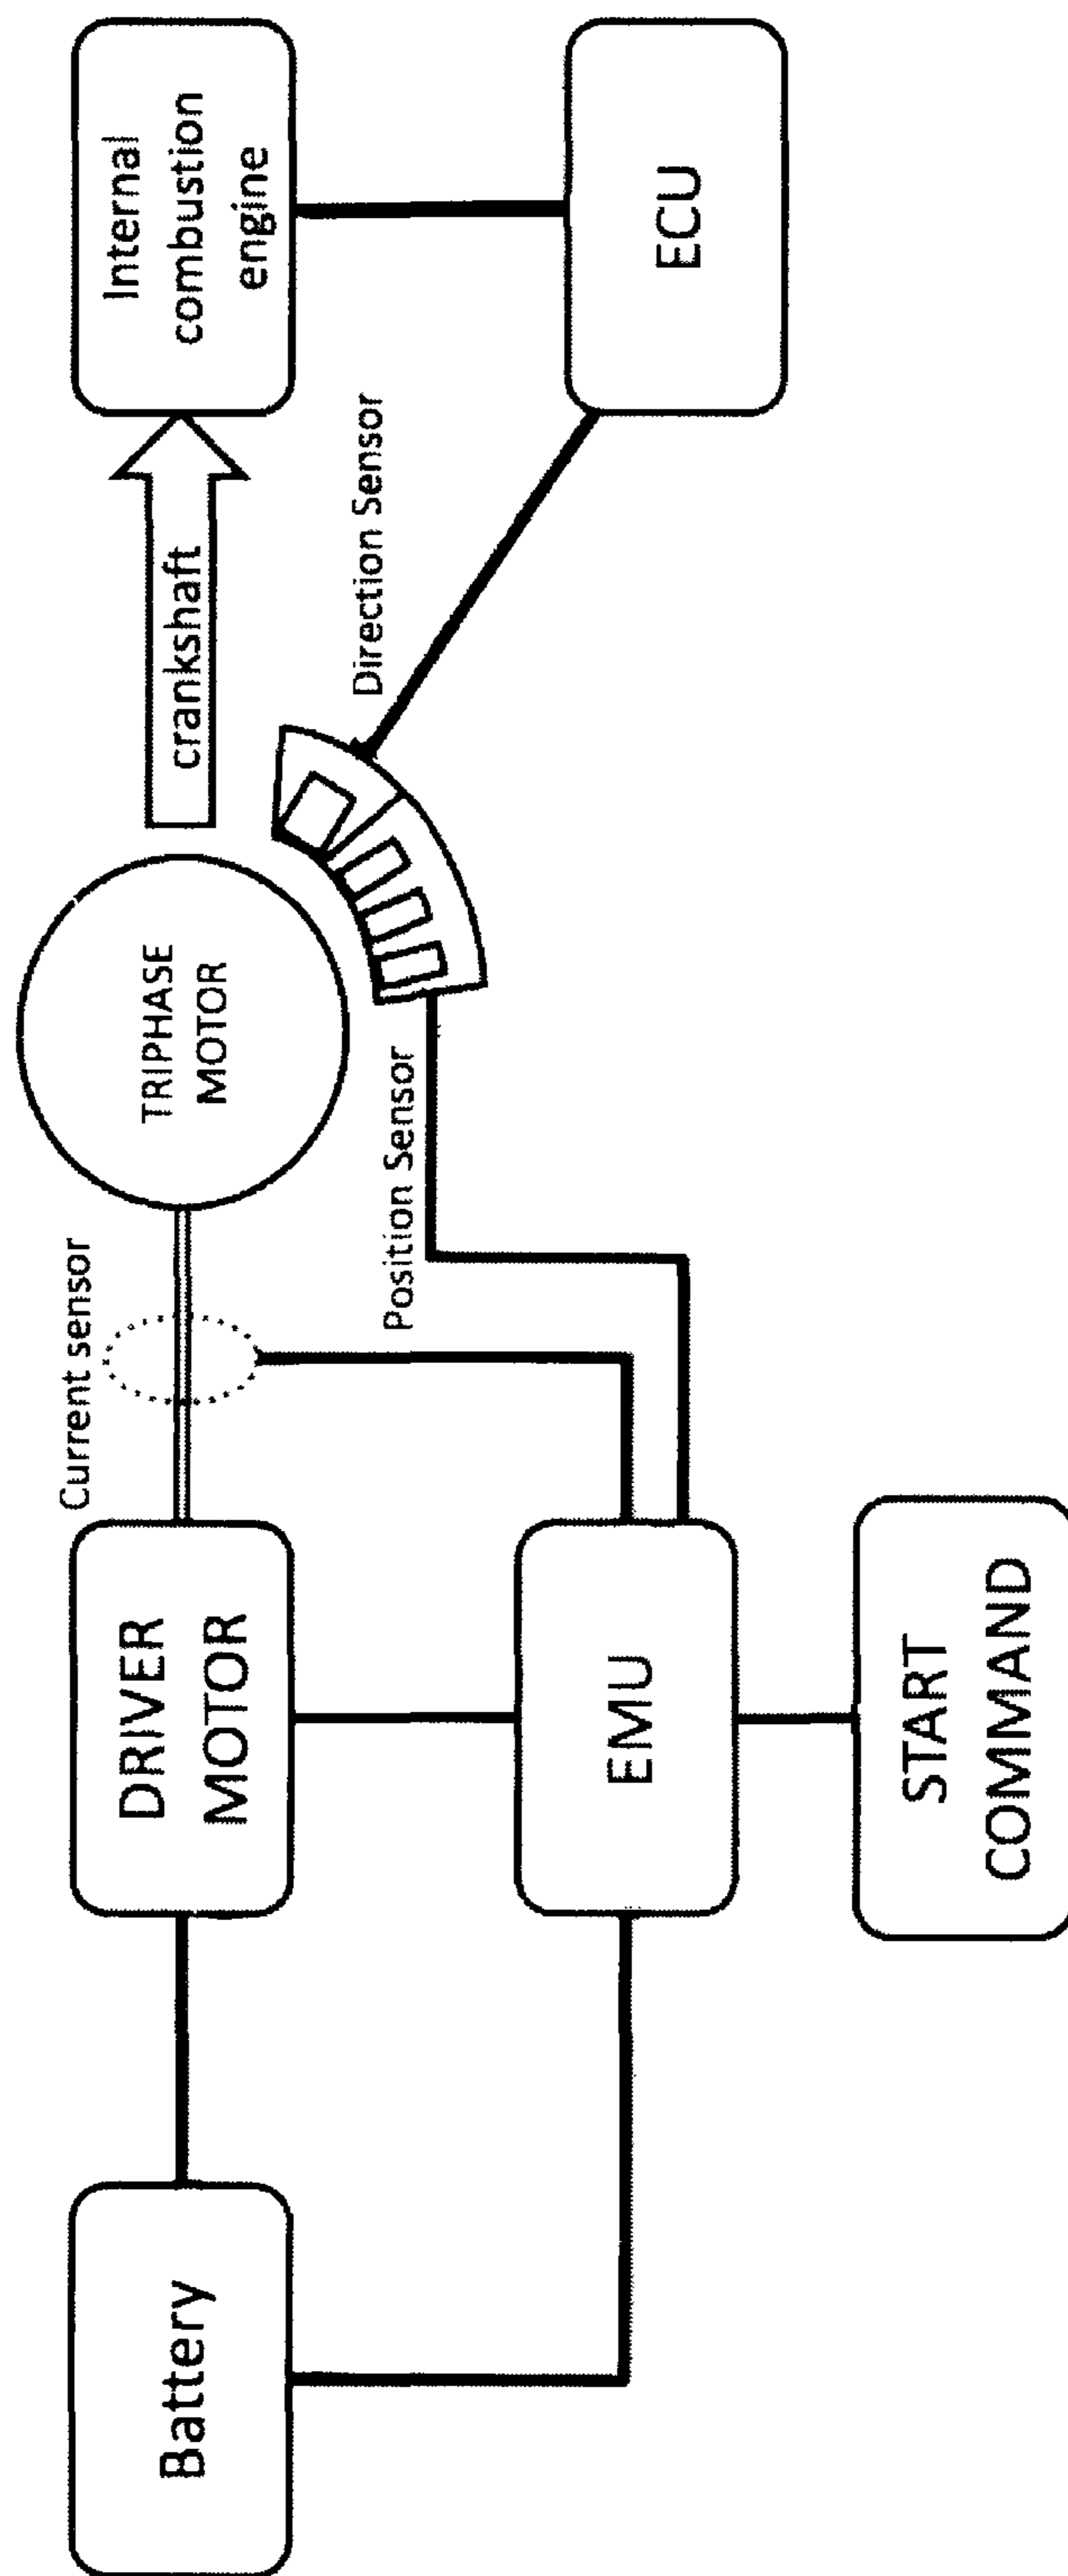 Battery
DRIVER
MOTOR
Current sensor
TRIPHASE
MOTOR
crankshaft
Internal
combustion
engine
EMU
Position Sensor
Direction Sensor
ECU
START
COMMAND